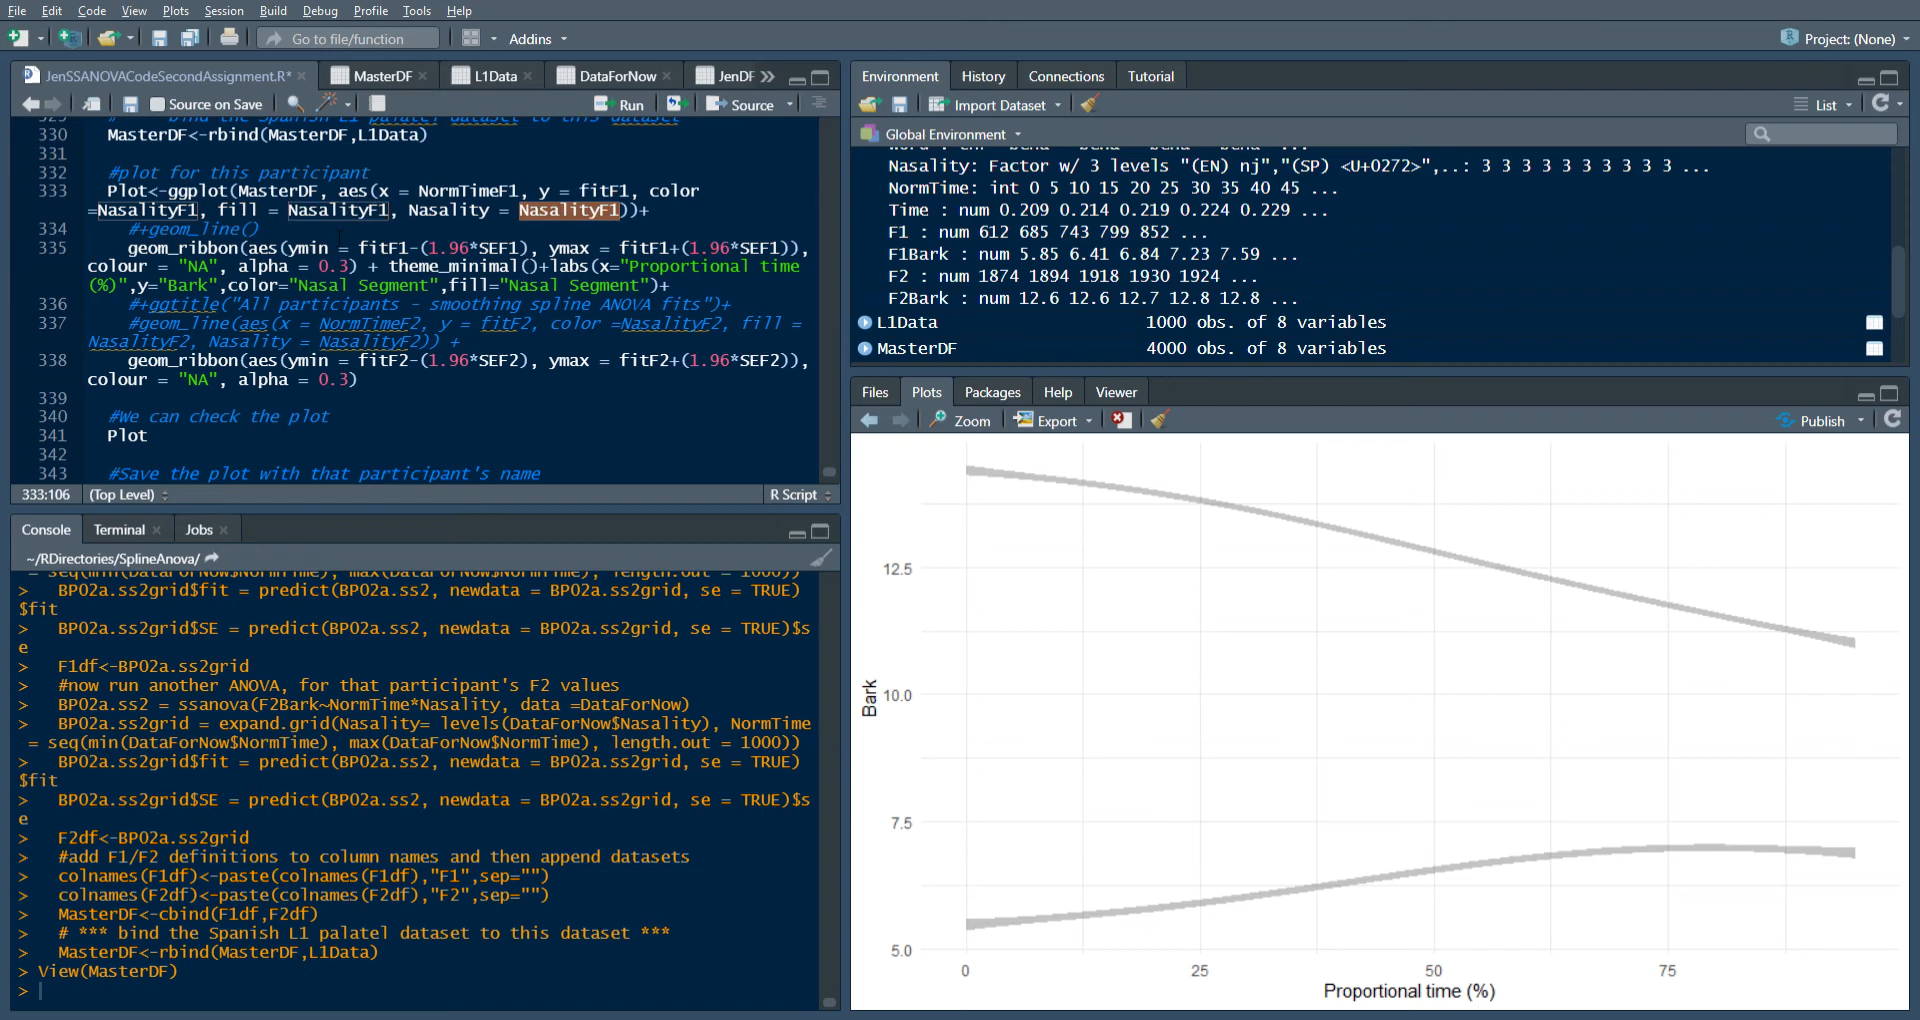 File Edit Code View Plots Session Build Debug Profile Tools Help
Go to file/function Addins Project: (None)
JenSSANOVACodeSecondAssignment.R* MasterDF L1Data DataForNow JenDF
Source on Save Run Source
329 # *** bind the Spanish L1 palatel dataset to this dataset
330 MasterDF<-rbind(MasterDF,L1Data)
331
332 #plot for this participant
333 Plot<-ggplot(MasterDF, aes(x = NormTimeF1, y = fitF1, color
=NasalityF1, fill = NasalityF1, Nasality = NasalityF1))+
334 #+geom_line()
335 geom_ribbon(aes(ymin = fitF1-(1.96*SEF1), ymax = fitF1+(1.96*SEF1)),
colour = "NA", alpha = 0.3) + theme_minimal()+labs(x="Proportional time
(%)",y="Bark",color="Nasal Segment",fill="Nasal Segment")+
336 #+ggtitle("All participants - smoothing spline ANOVA fits")+
337 #geom_line(aes(x = NormTimeF2, y = fitF2, color =NasalityF2, fill =
NasalityF2, Nasality = NasalityF2)) +
338 geom_ribbon(aes(ymin = fitF2-(1.96*SEF2), ymax = fitF2+(1.96*SEF2)),
colour = "NA", alpha = 0.3)
339
340 #We can check the plot
341 Plot
342
343 #Save the plot with that participant's name
333:106 (Top Level) R Script
Console Terminal Jobs
~/RDirectories/SplineAnova/
= seq(min(DataForNow$NormTime), max(DataForNow$NormTime), length.out = 1000))
> BP02a.ss2grid$fit = predict(BP02a.ss2, newdata = BP02a.ss2grid, se = TRUE)
$fit
> BP02a.ss2grid$SE = predict(BP02a.ss2, newdata = BP02a.ss2grid, se = TRUE)$s
e
> F1df<-BP02a.ss2grid
> #now run another ANOVA, for that participant's F2 values
> BP02a.ss2 = ssanova(F2Bark~NormTime*Nasality, data =DataForNow)
> BP02a.ss2grid = expand.grid(Nasality= levels(DataForNow$Nasality), NormTime
= seq(min(DataForNow$NormTime), max(DataForNow$NormTime), length.out = 1000))
> BP02a.ss2grid$fit = predict(BP02a.ss2, newdata = BP02a.ss2grid, se = TRUE)
$fit
> BP02a.ss2grid$SE = predict(BP02a.ss2, newdata = BP02a.ss2grid, se = TRUE)$s
e
> F2df<-BP02a.ss2grid
> #add F1/F2 definitions to column names and then append datasets
> colnames(F1df)<-paste(colnames(F1df),"F1",sep="")
> colnames(F2df)<-paste(colnames(F2df),"F2",sep="")
> MasterDF<-cbind(F1df,F2df)
> # *** bind the Spanish L1 palatel dataset to this dataset ***
> MasterDF<-rbind(MasterDF,L1Data)
> View(MasterDF)
>
Environment History Connections Tutorial
Import Dataset List
Global Environment
Nasality: Factor w/ 3 levels "(EN) nj","(SP) <U+0272>",..: 3 3 3 3 3 3 3 3 3 3 ...
NormTime: int 0 5 10 15 20 25 30 35 40 45 ...
Time : num 0.209 0.214 0.219 0.224 0.229 ...
F1 : num 612 685 743 799 852 ...
F1Bark : num 5.85 6.41 6.84 7.23 7.59 ...
F2 : num 1874 1894 1918 1930 1924 ...
F2Bark : num 12.6 12.6 12.7 12.8 12.8 ...
L1Data 1000 obs. of 8 variables
MasterDF 4000 obs. of 8 variables
Files Plots Packages Help Viewer
Zoom Export Publish
12.5
10.0
7.5
5.0
Bark
0 25 50 75
Proportional time (%)